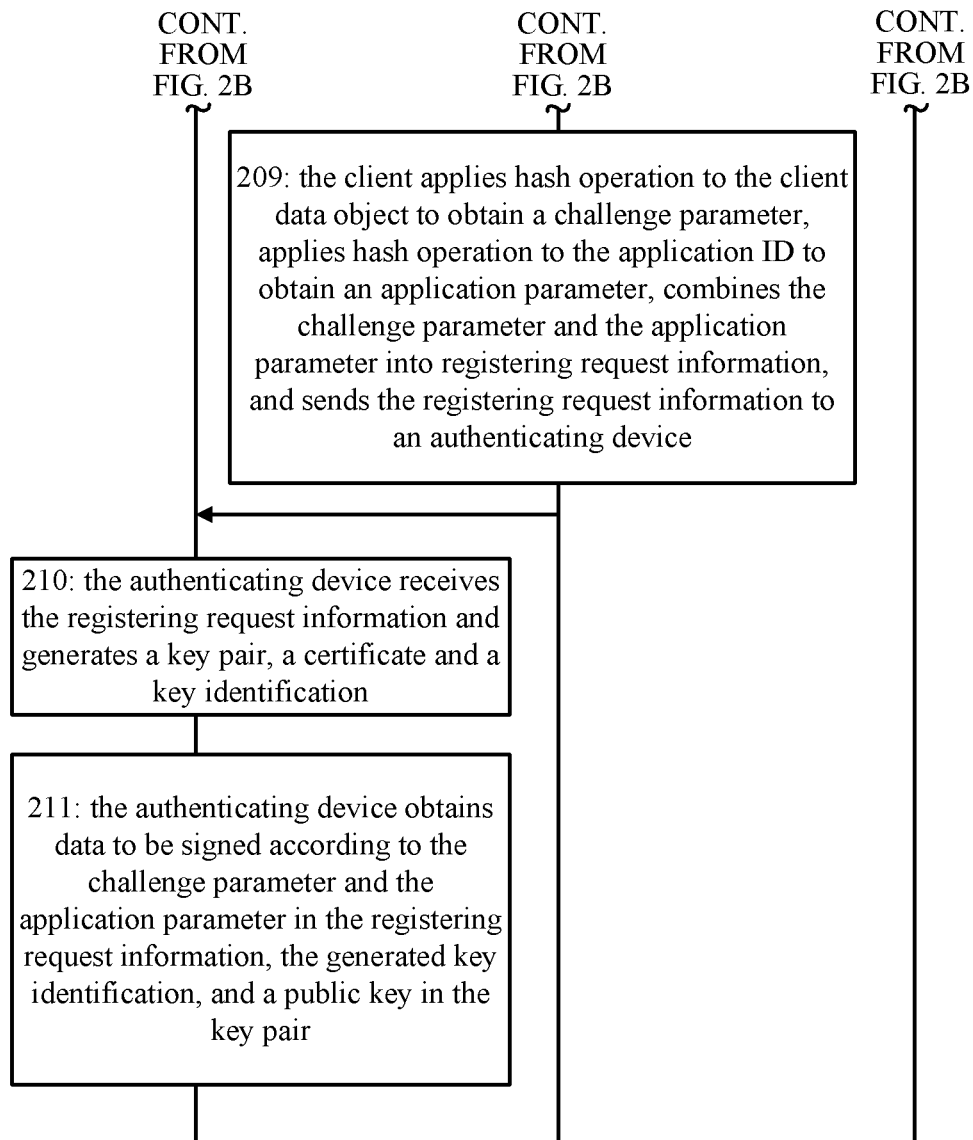 CONT.
FROM
FIG. 2B
CONT.
FROM
FIG. 2B
CONT.
FROM
FIG. 2B
209: the client applies hash operation to the client
data object to obtain a challenge parameter,
applies hash operation to the application ID to
obtain an application parameter, combines the
challenge parameter and the application
parameter into registering request information,
and sends the registering request information to
an authenticating device
210: the authenticating device receives
the registering request information and
generates a key pair, a certificate and a
key identification
211: the authenticating device obtains
data to be signed according to the
challenge parameter and the
application parameter in the registering
request information, the generated key
identification, and a public key in the
key pair